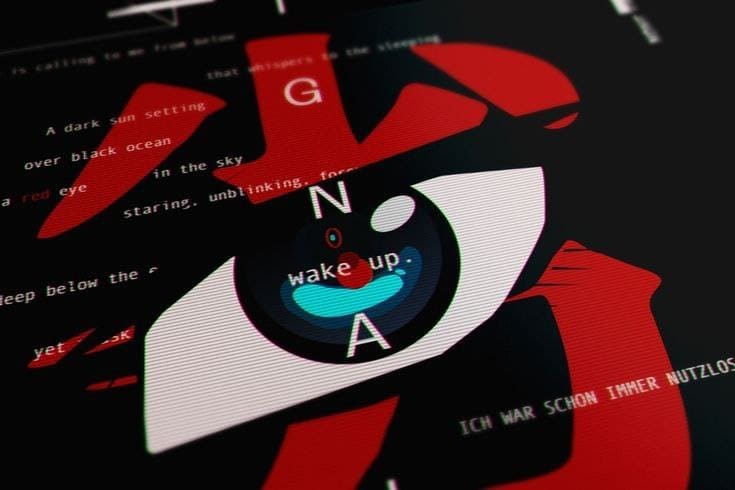 is calling to me from below
that whispers to the sleeping
G
A dark sun setting
over black ocean
in the sky
a red eye
staring. unblinking.
N
wake up.
deep below the
A
yet
ICH WAR SCHON IMMER NUTZLOS